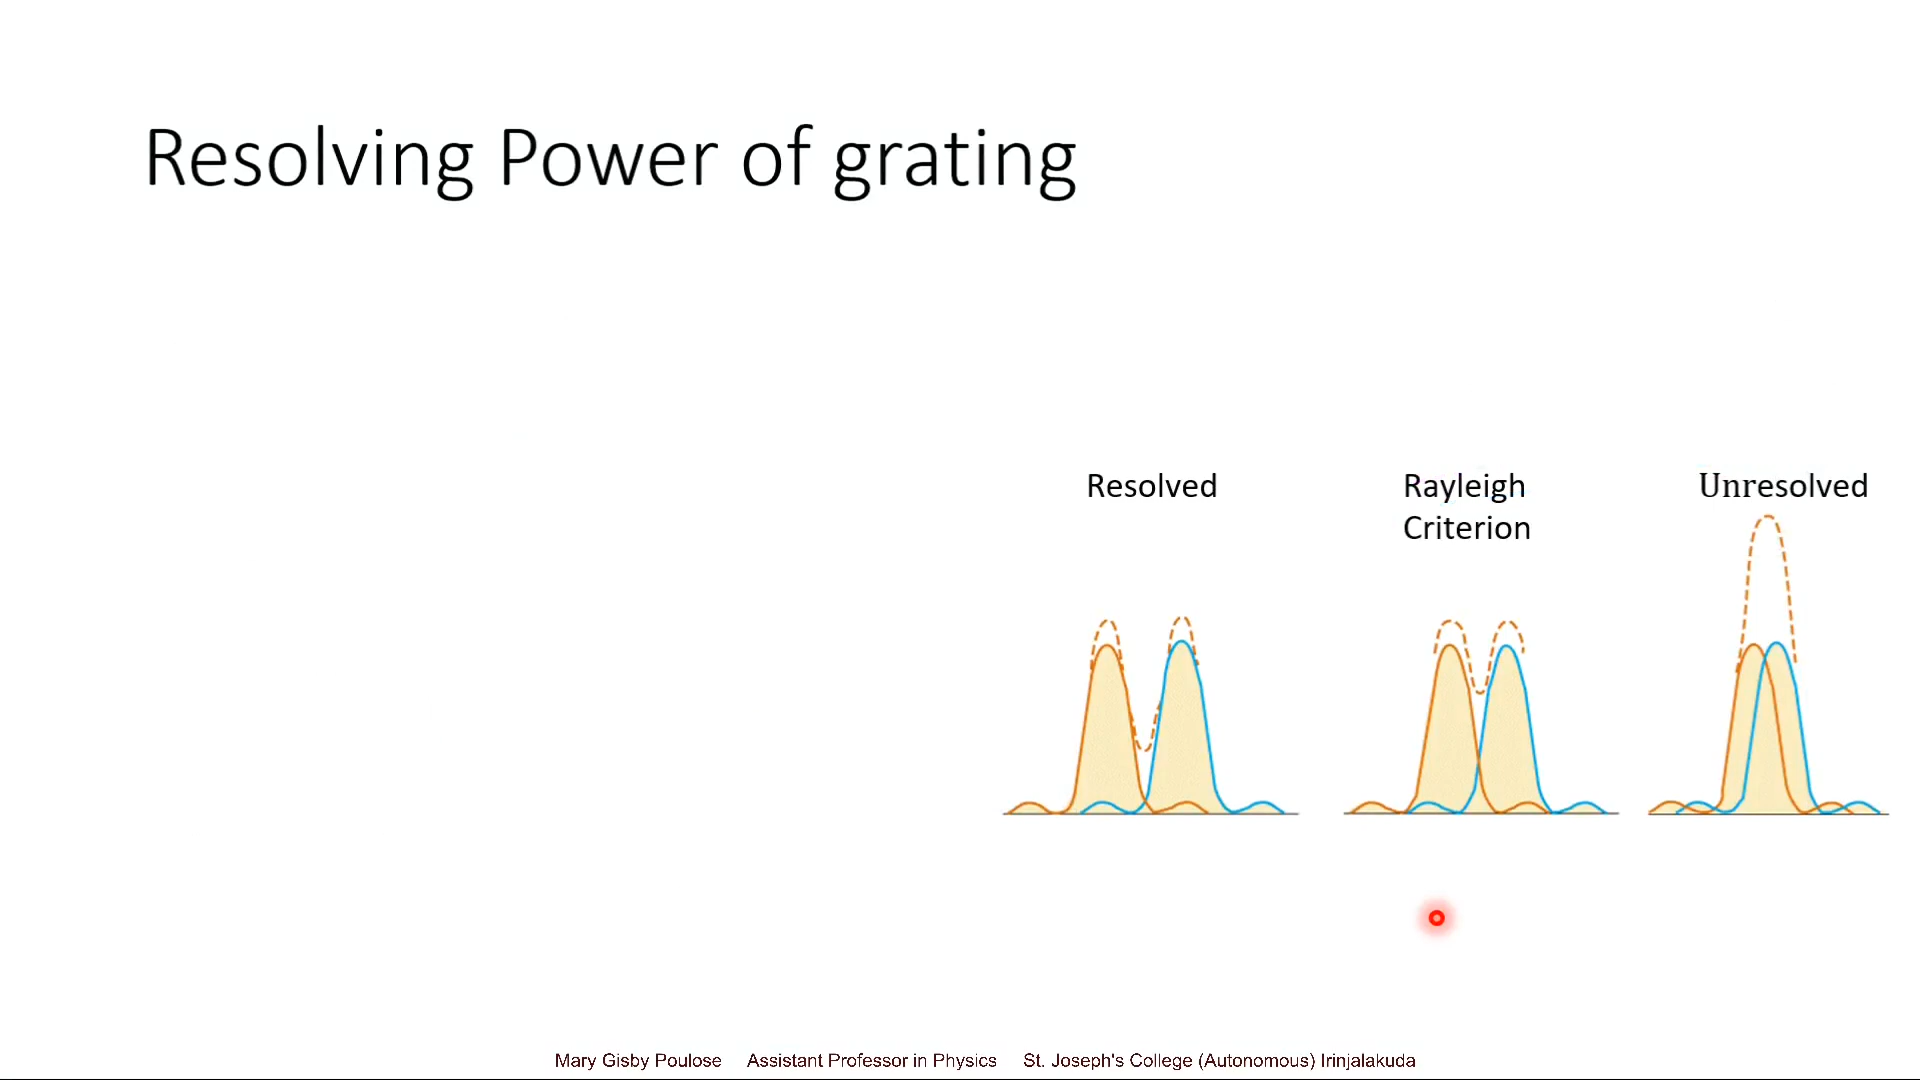 Resolving Power of grating
Resolved
Rayleigh
Criterion
Unresolved
Mary Gisby Poulose Assistant Professor in Physics St. Joseph's College (Autonomous) Irinjalakuda